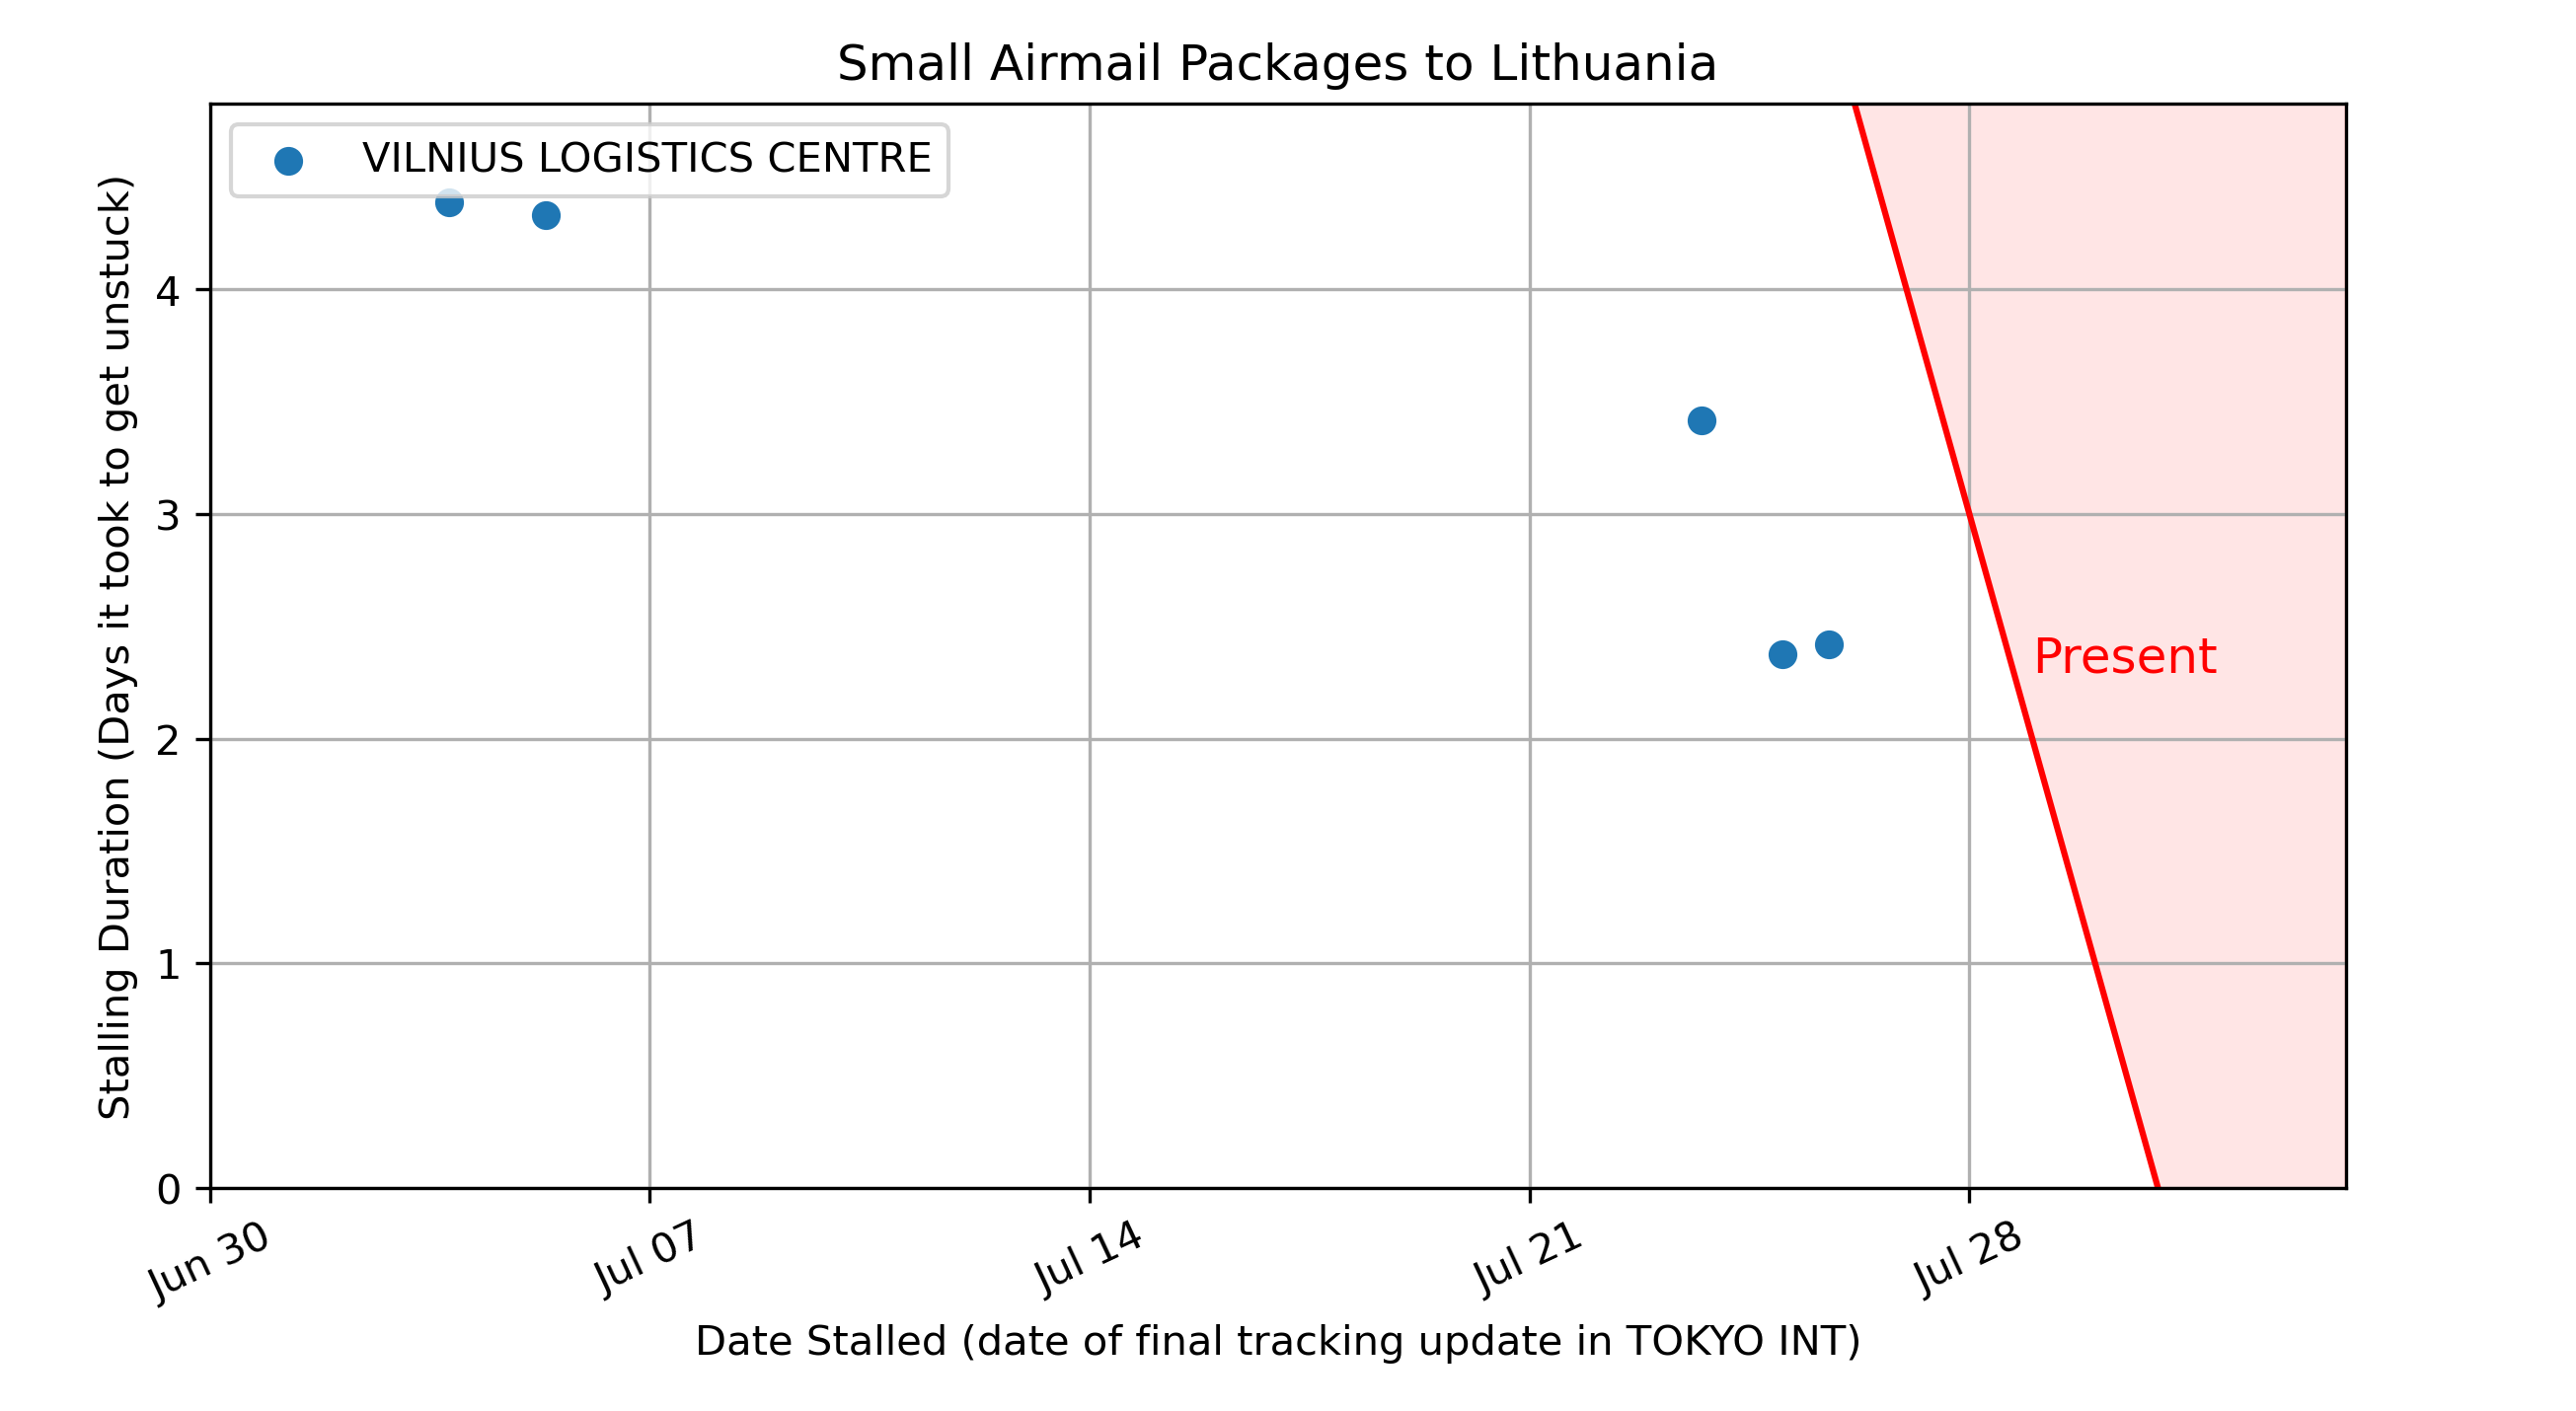 Small Airmail Packages to Lithuania
VILNIUS LOGISTICS CENTRE
Stalling Duration (Days it took to get unstuck)
4
3
2
1
0
Present
Jun 30
Jul 07
Jul 14
Jul 21
Jul 28
Date Stalled (date of final tracking update in TOKYO INT)